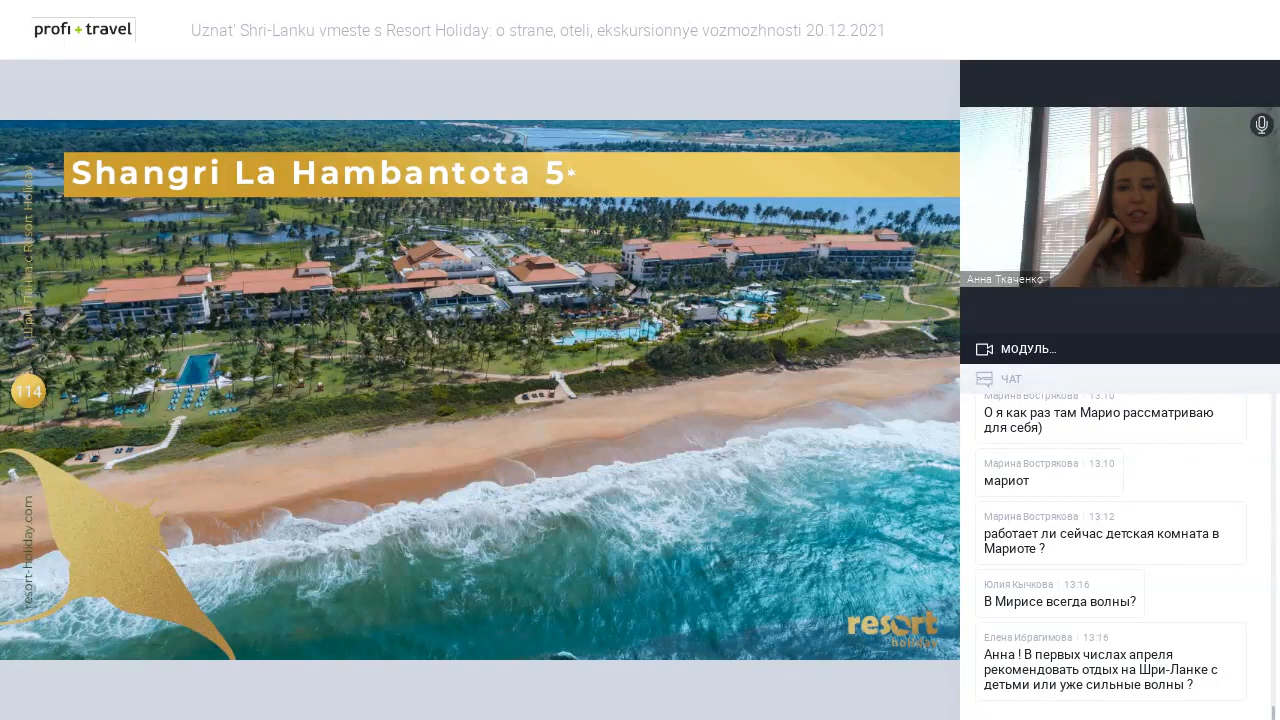 profi+travel
Uznat' Shri-Lanku vmeste s Resort Holiday: o strane, oteli, ekskursionnye vozmozhnosti 20.12.2021
Shangri La Hambantota 5*
Шри Ланка с Resort Holiday
114
resort-holiday.com
resort
holiday
Анна Ткаченко
МОДУЛЬ...
ЧАТ
Марина Вострякова 13:10
О я как раз там Марио рассматриваю
для себя)
Марина Вострякова 13:10
мариот
Марина Вострякова 13:12
работает ли сейчас детская комната в
Мариоте ?
Юлия Кычкова 13:16
В Мирисе всегда волны?
Елена Ибрагимова 13:16
Анна ! В первых числах апреля
рекомендовать отдых на Шри-Ланке с
детьми или уже сильные волны ?